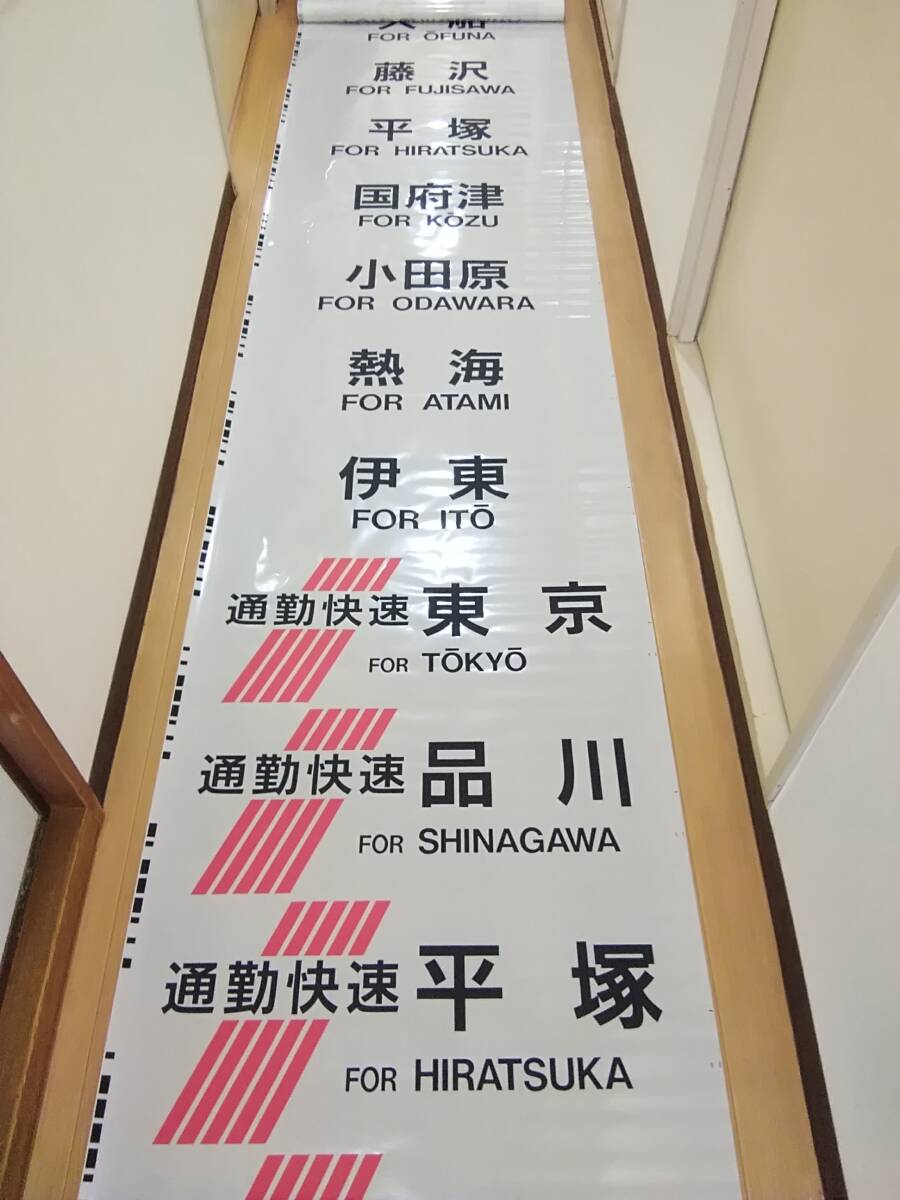 大船
FOR ŌFUNA
藤沢
FOR FUJISAWA
平塚
FOR HIRATSUKA
国府津
FOR KŌZU
小田原
FOR ODAWARA
熱海
FOR ATAMI
伊東
FOR ITŌ
通勤快速 東京
FOR TŌKYŌ
通勤快速 品川
FOR SHINAGAWA
通勤快速 平塚
FOR HIRATSUKA